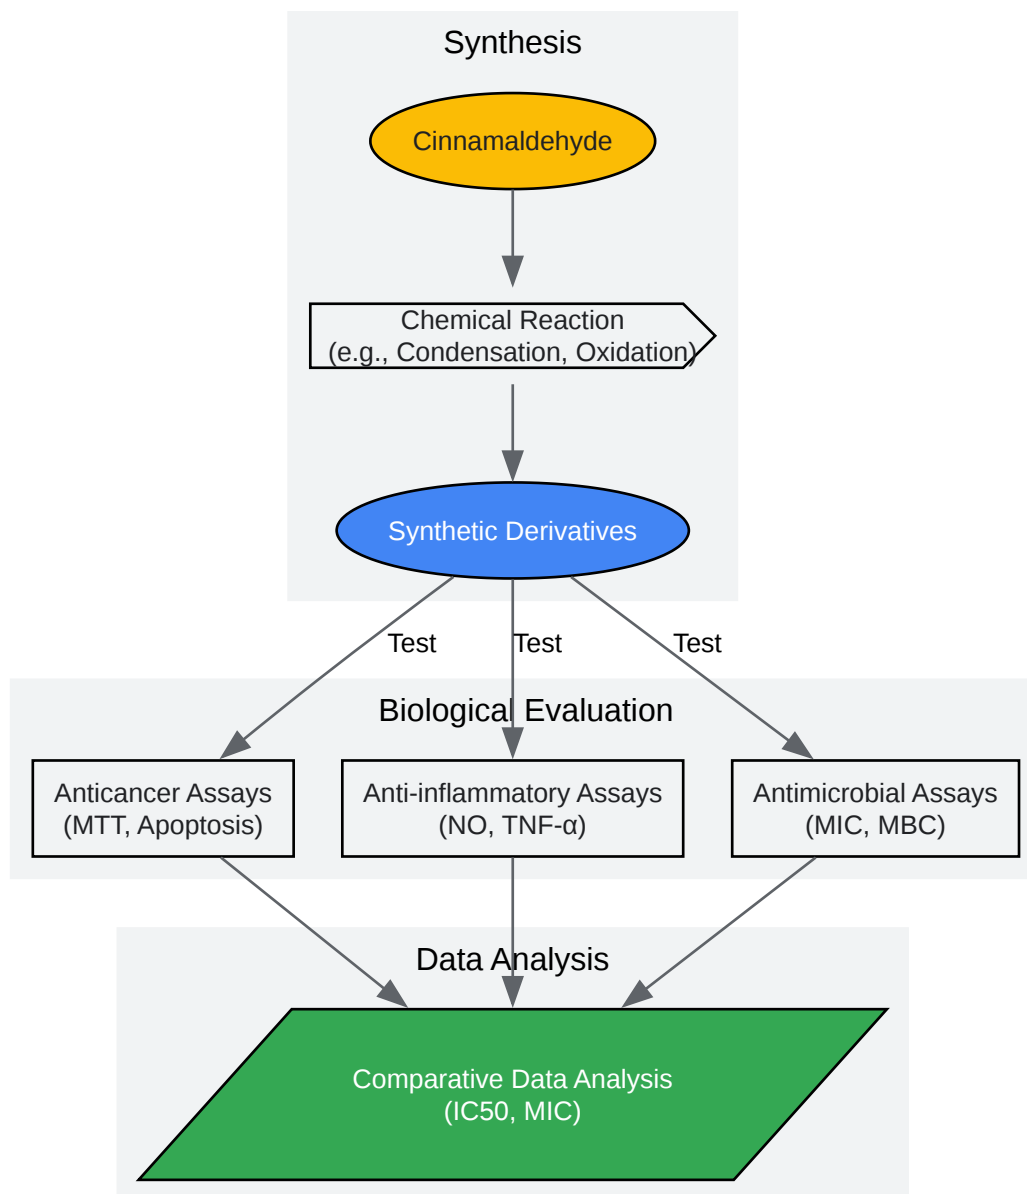 Synthesis
Cinnamaldehyde
Chemical Reaction
(e.g., Condensation, Oxidation)
Synthetic Derivatives
Test
Test
Test
Biological Evaluation
Anticancer Assays
(MTT, Apoptosis)
Anti-inflammatory Assays
(NO, TNF-α)
Antimicrobial Assays
(MIC, MBC)
Data Analysis
Comparative Data Analysis
(IC50, MIC)